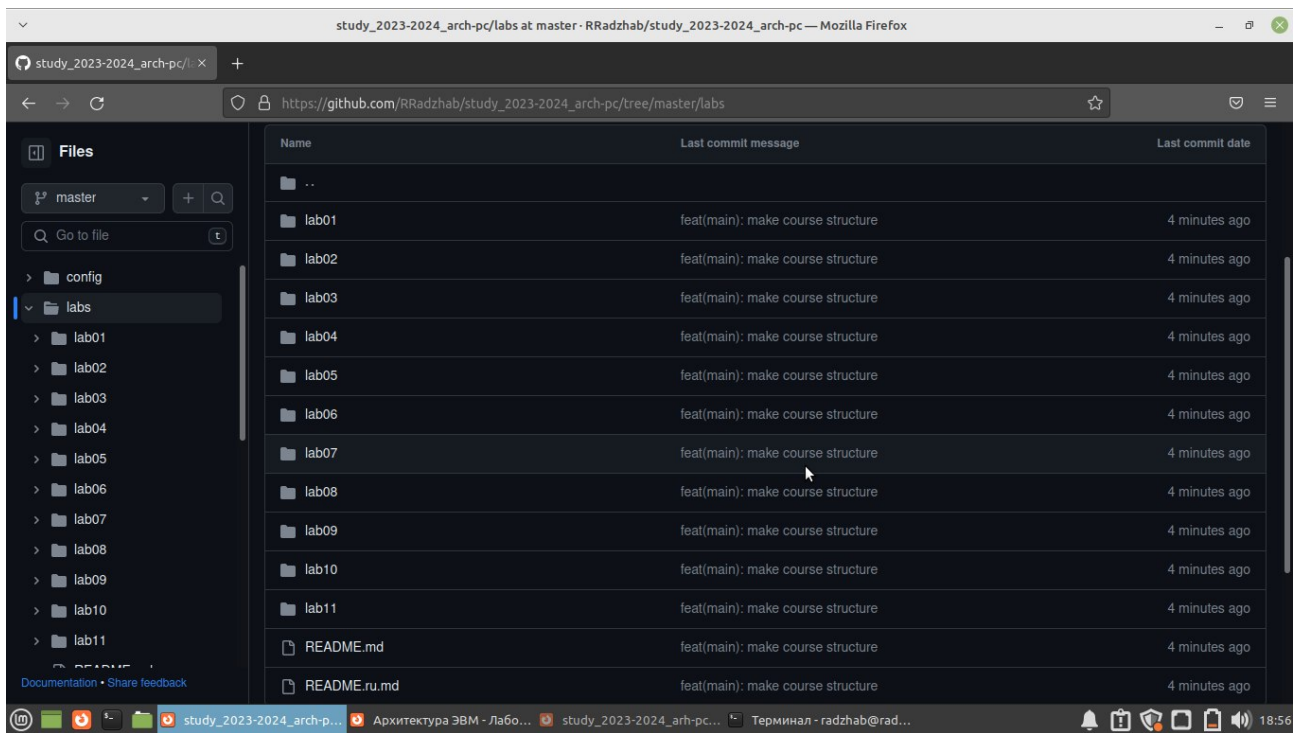 study_2023-2024_arch-pc/labs at master · RRadzhab/study_2023-2024_arch-pc — Mozilla Firefox
study_2023-2024_arch-pc/la
https://github.com/RRadzhab/study_2023-2024_arch-pc/tree/master/labs
Files
master
Go to file
t
config
labs
lab01
lab02
lab03
lab04
lab05
lab06
lab07
lab08
lab09
lab10
lab11
Documentation • Share feedback
Name Last commit message Last commit date
..
lab01 feat(main): make course structure 4 minutes ago
lab02 feat(main): make course structure 4 minutes ago
lab03 feat(main): make course structure 4 minutes ago
lab04 feat(main): make course structure 4 minutes ago
lab05 feat(main): make course structure 4 minutes ago
lab06 feat(main): make course structure 4 minutes ago
lab07 feat(main): make course structure 4 minutes ago
lab08 feat(main): make course structure 4 minutes ago
lab09 feat(main): make course structure 4 minutes ago
lab10 feat(main): make course structure 4 minutes ago
lab11 feat(main): make course structure 4 minutes ago
README.md feat(main): make course structure 4 minutes ago
README.ru.md feat(main): make course structure 4 minutes ago
study_2023-2024_arch-p... Архитектура ЭВМ - Лабо... study_2023-2024_arh-pc... Терминал - radzhab@rad... 18:56